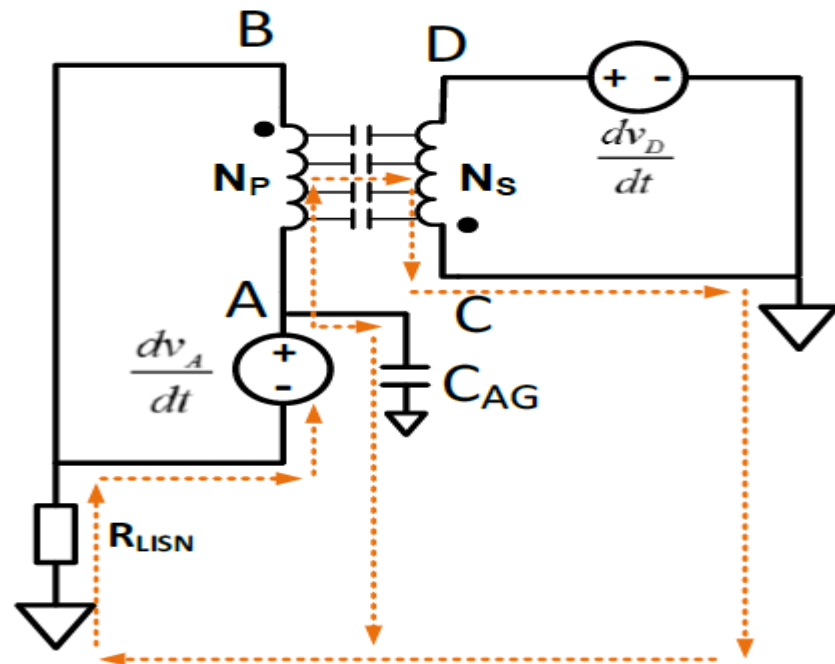 B
D
+ -
dv_D
dt
N_P
N_S
A
C
dv_A
dt
+
-
C_AG
R_LISN